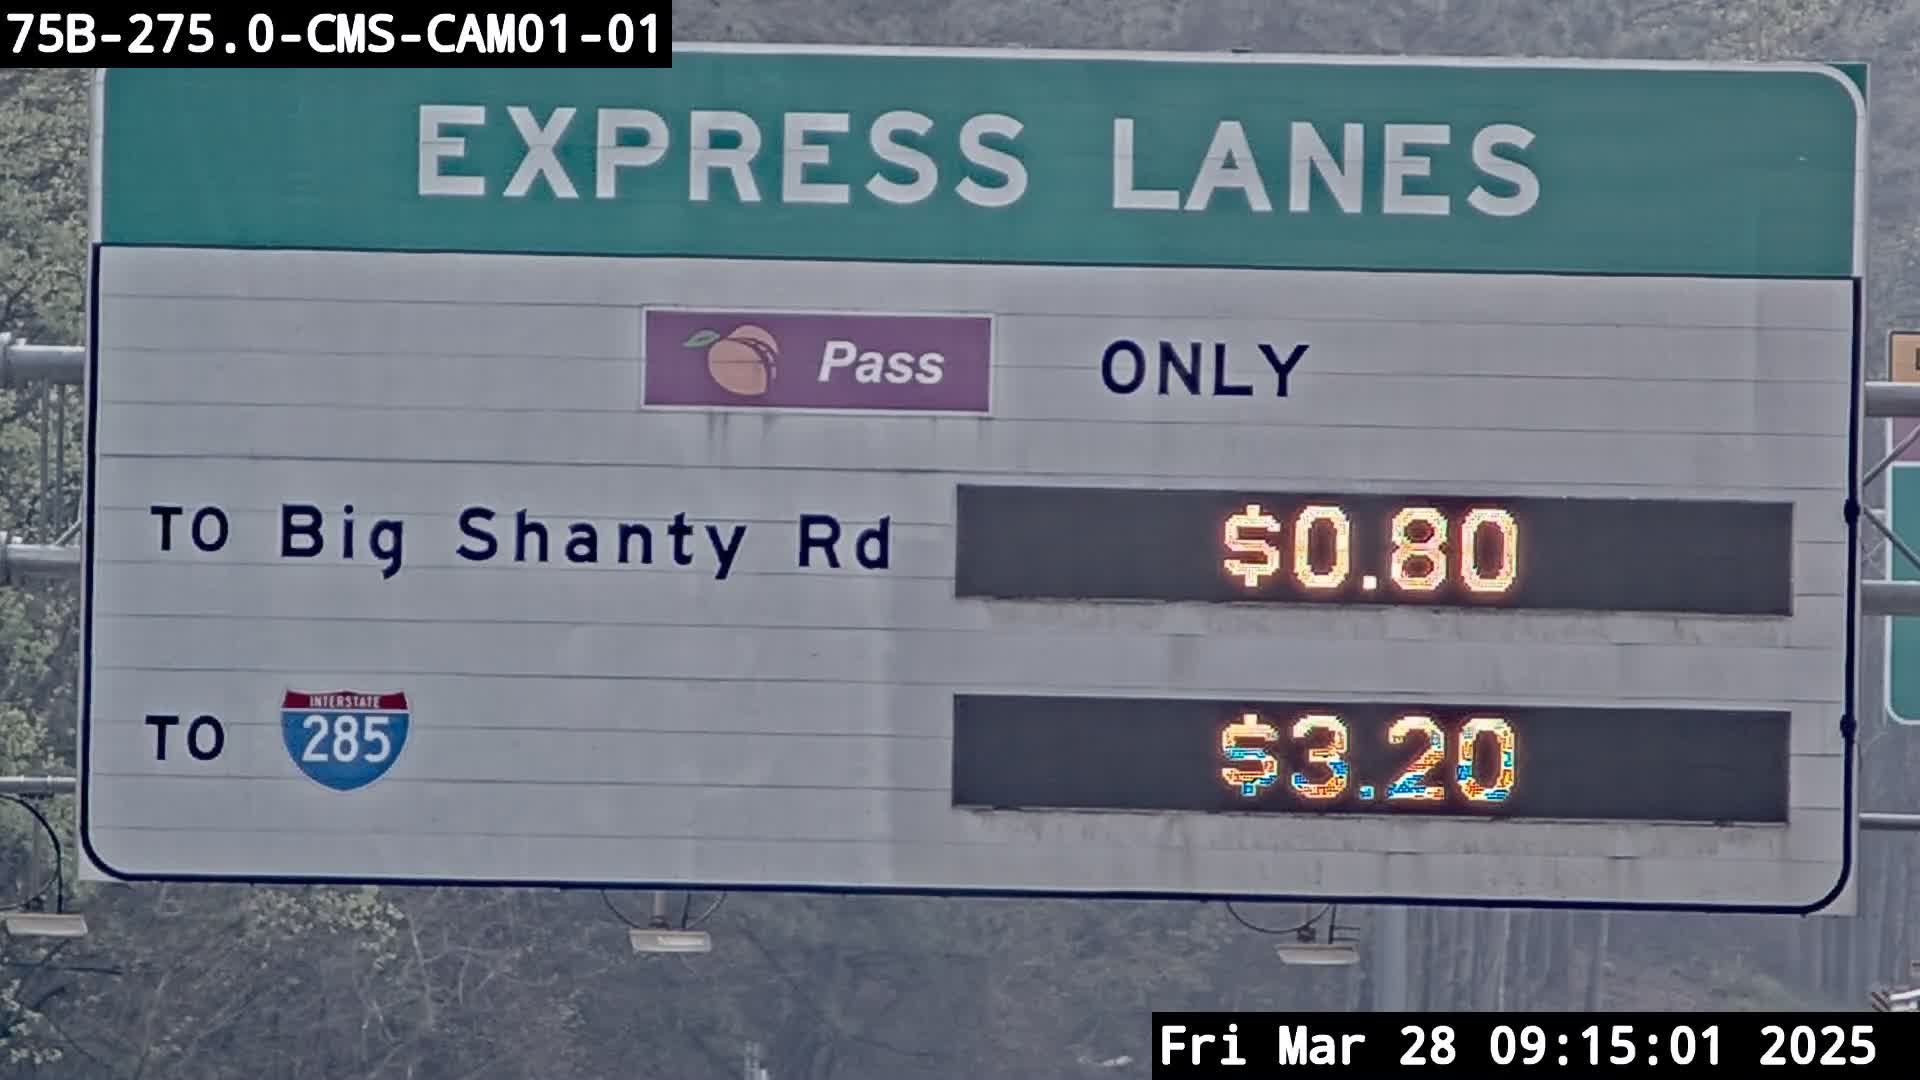 75B-275.0-CMS-CAM01-01
EXPRESS LANES
Pass ONLY
TO Big Shanty Rd $0.80
INTERSTATE
TO 285 $3.20
Fri Mar 28 09:15:01 2025